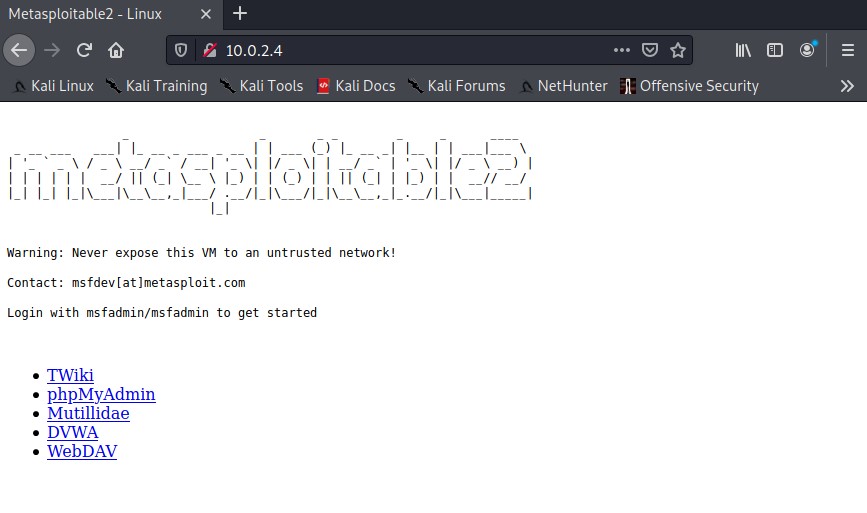 Metasploitable2 - Linux
10.0.2.4
Kali Linux Kali Training Kali Tools Kali Docs Kali Forums NetHunter Offensive Security
metasploitable2
Warning: Never expose this VM to an untrusted network!
Contact: msfdev[at]metasploit.com
Login with msfadmin/msfadmin to get started
TWiki
phpMyAdmin
Mutillidae
DVWA
WebDAV